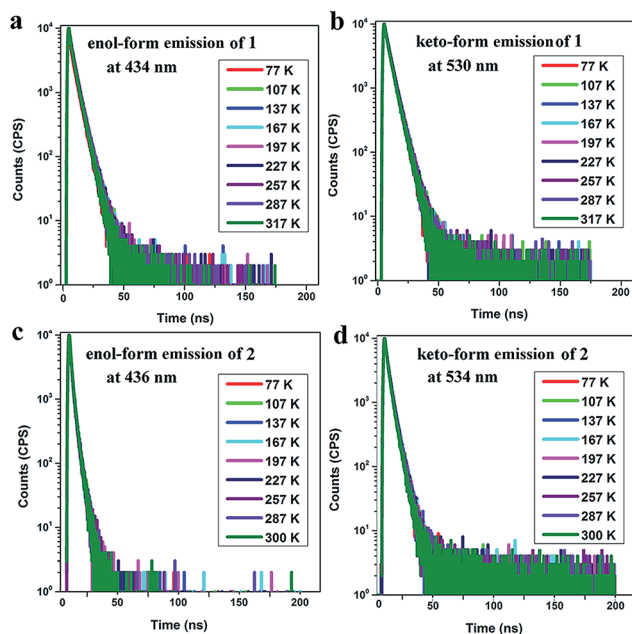 a
enol-form emission of 1
at 434 nm
77 K
107 K
137 K
167 K
197 K
227 K
257 K
287 K
317 K
10^4
10^3
10^2
10^1
10^0
Counts (CPS)
0 50 100 150 200
Time (ns)
b
keto-form emission of 1
at 530 nm
77 K
107 K
137 K
167 K
197 K
227 K
257 K
287 K
317 K
10^4
10^3
10^2
10^1
10^0
Counts (CPS)
0 50 100 150 200
Time (ns)
c
enol-form emission of 2
at 436 nm
77 K
107 K
137 K
167 K
197 K
227 K
257 K
287 K
300 K
10^4
10^3
10^2
10^1
10^0
Counts (CPS)
0 50 100 150 200
Time (ns)
d
keto-form emission of 2
at 534 nm
77 K
107 K
137 K
167 K
197 K
227 K
257 K
287 K
300 K
10^4
10^3
10^2
10^1
10^0
Counts (CPS)
0 50 100 150 200
Time (ns)